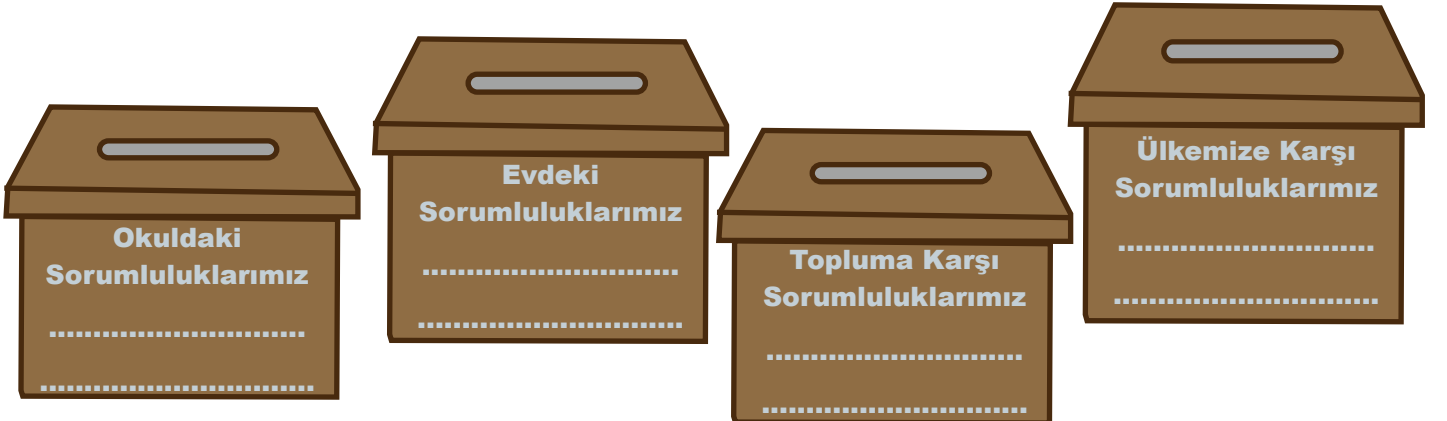 Okuldaki
Sorumluluklarımız
.............................
...............................
Evdeki
Sorumluluklarımız
.............................
..............................
Topluma Karşı
Sorumluluklarımız
.............................
..............................
Ülkemize Karşı
Sorumluluklarımız
.............................
..............................